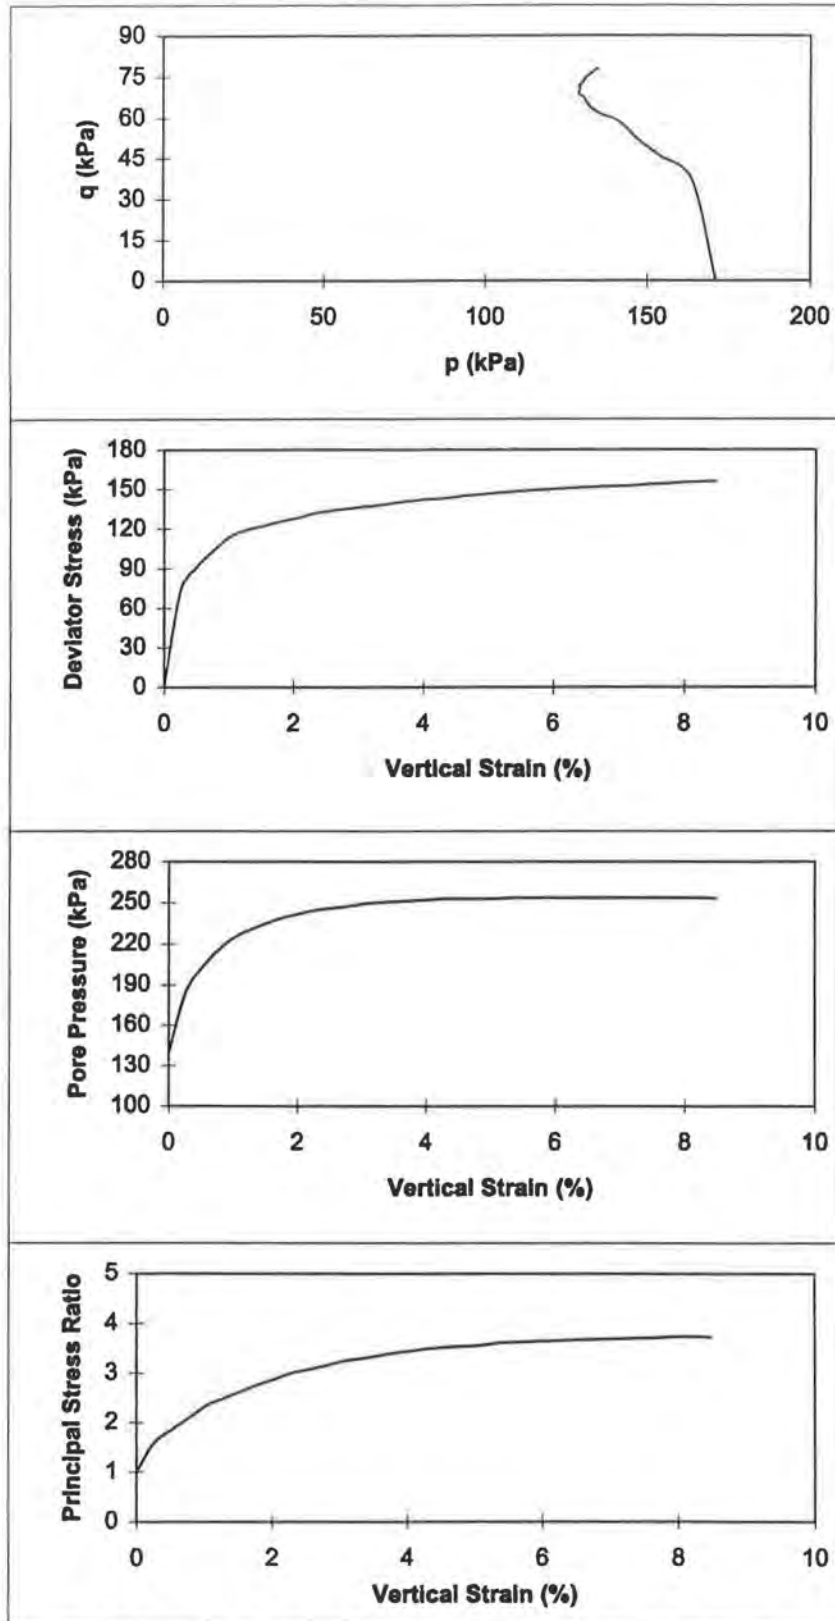 90
75
60
45
30
15
0
q (kPa)
0 50 100 150 200
p (kPa)
180
150
120
90
60
30
0
Deviator Stress (kPa)
0 2 4 6 8 10
Vertical Strain (%)
280
250
220
190
160
130
100
Pore Pressure (kPa)
0 2 4 6 8 10
Vertical Strain (%)
5
4
3
2
1
0
Principal Stress Ratio
0 2 4 6 8 10
Vertical Strain (%)